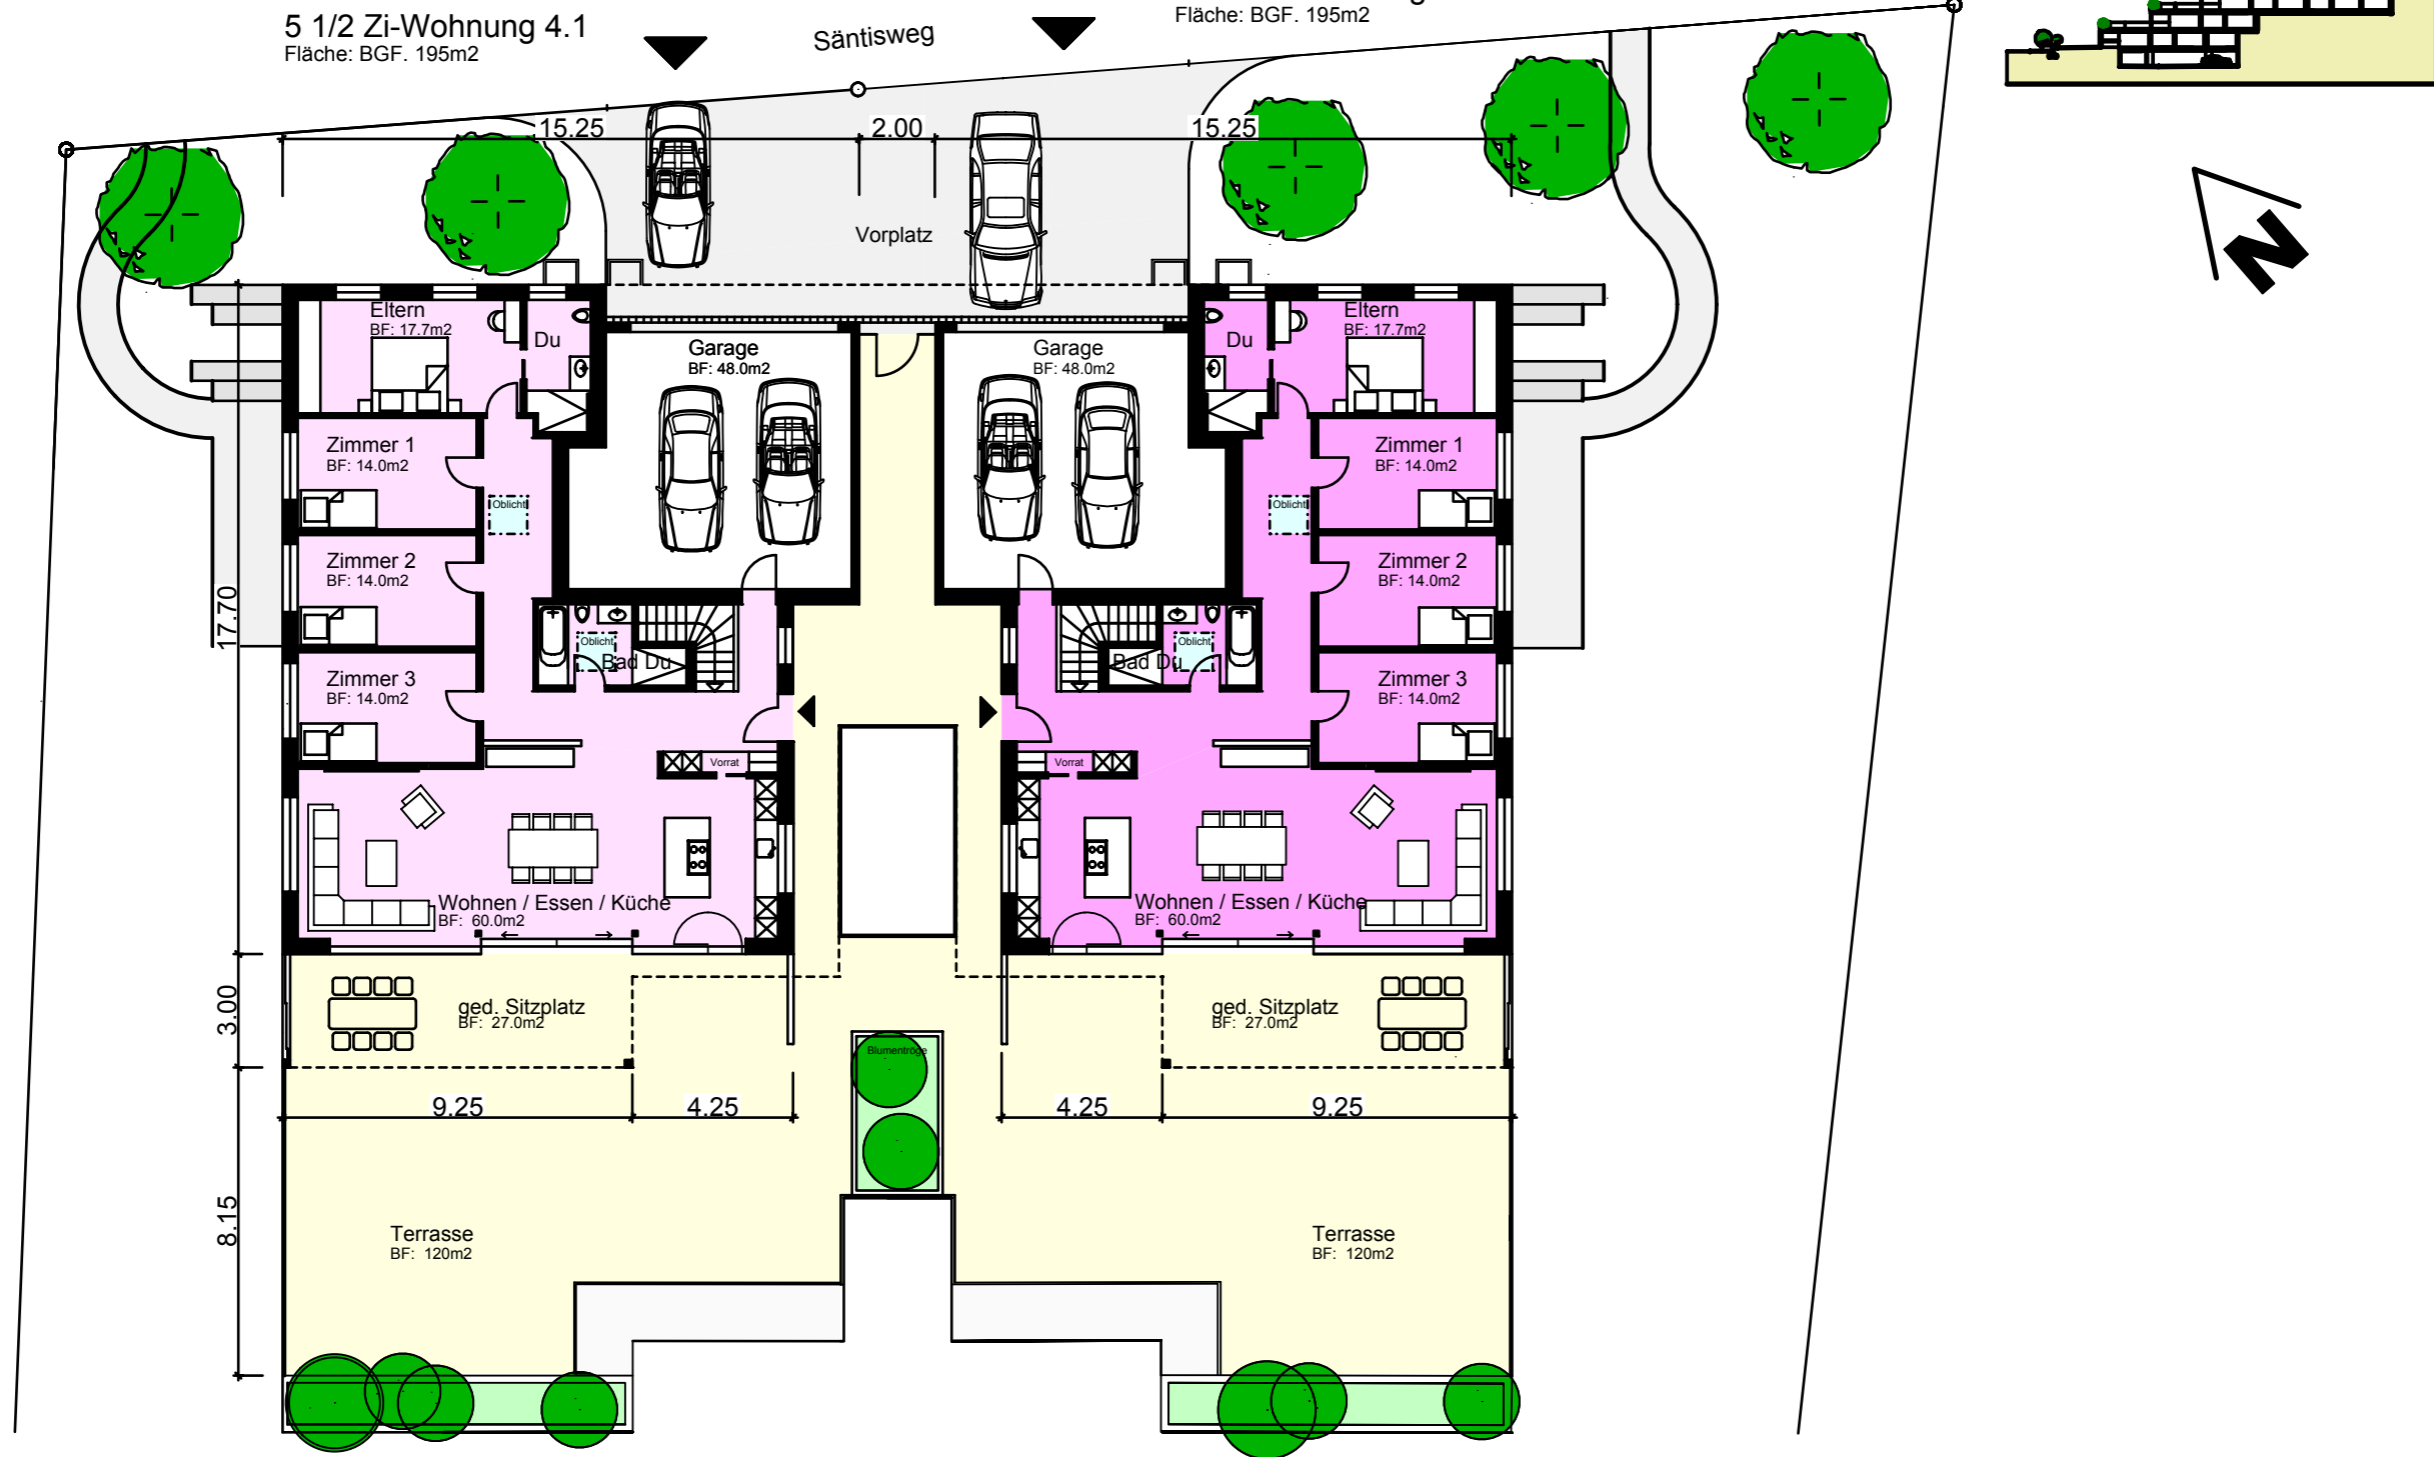 5 1/2 Zi-Wohnung 4.1
Fläche: BGF. 195m2
Säntisweg
Fläche: BGF. 195m2
15.25
2.00
15.25
Vorplatz
N
Eltern
BF: 17.7m2
Du
Garage
BF: 48.0m2
Garage
BF: 48.0m2
Du
Eltern
BF: 17.7m2
Zimmer 1
BF: 14.0m2
Zimmer 1
BF: 14.0m2
Oblicht
Oblicht
Zimmer 2
BF: 14.0m2
Zimmer 2
BF: 14.0m2
17.70
Oblicht
Bad Du
Oblicht
Bad Du
Zimmer 3
BF: 14.0m2
Zimmer 3
BF: 14.0m2
Vorrat
Vorrat
Wohnen / Essen / Küche
BF: 60.0m2
Wohnen / Essen / Küche
BF: 60.0m2
3.00
ged. Sitzplatz
BF: 27.0m2
ged. Sitzplatz
BF: 27.0m2
Blumentröge
9.25
4.25
4.25
9.25
8.15
Terrasse
BF: 120m2
Terrasse
BF: 120m2